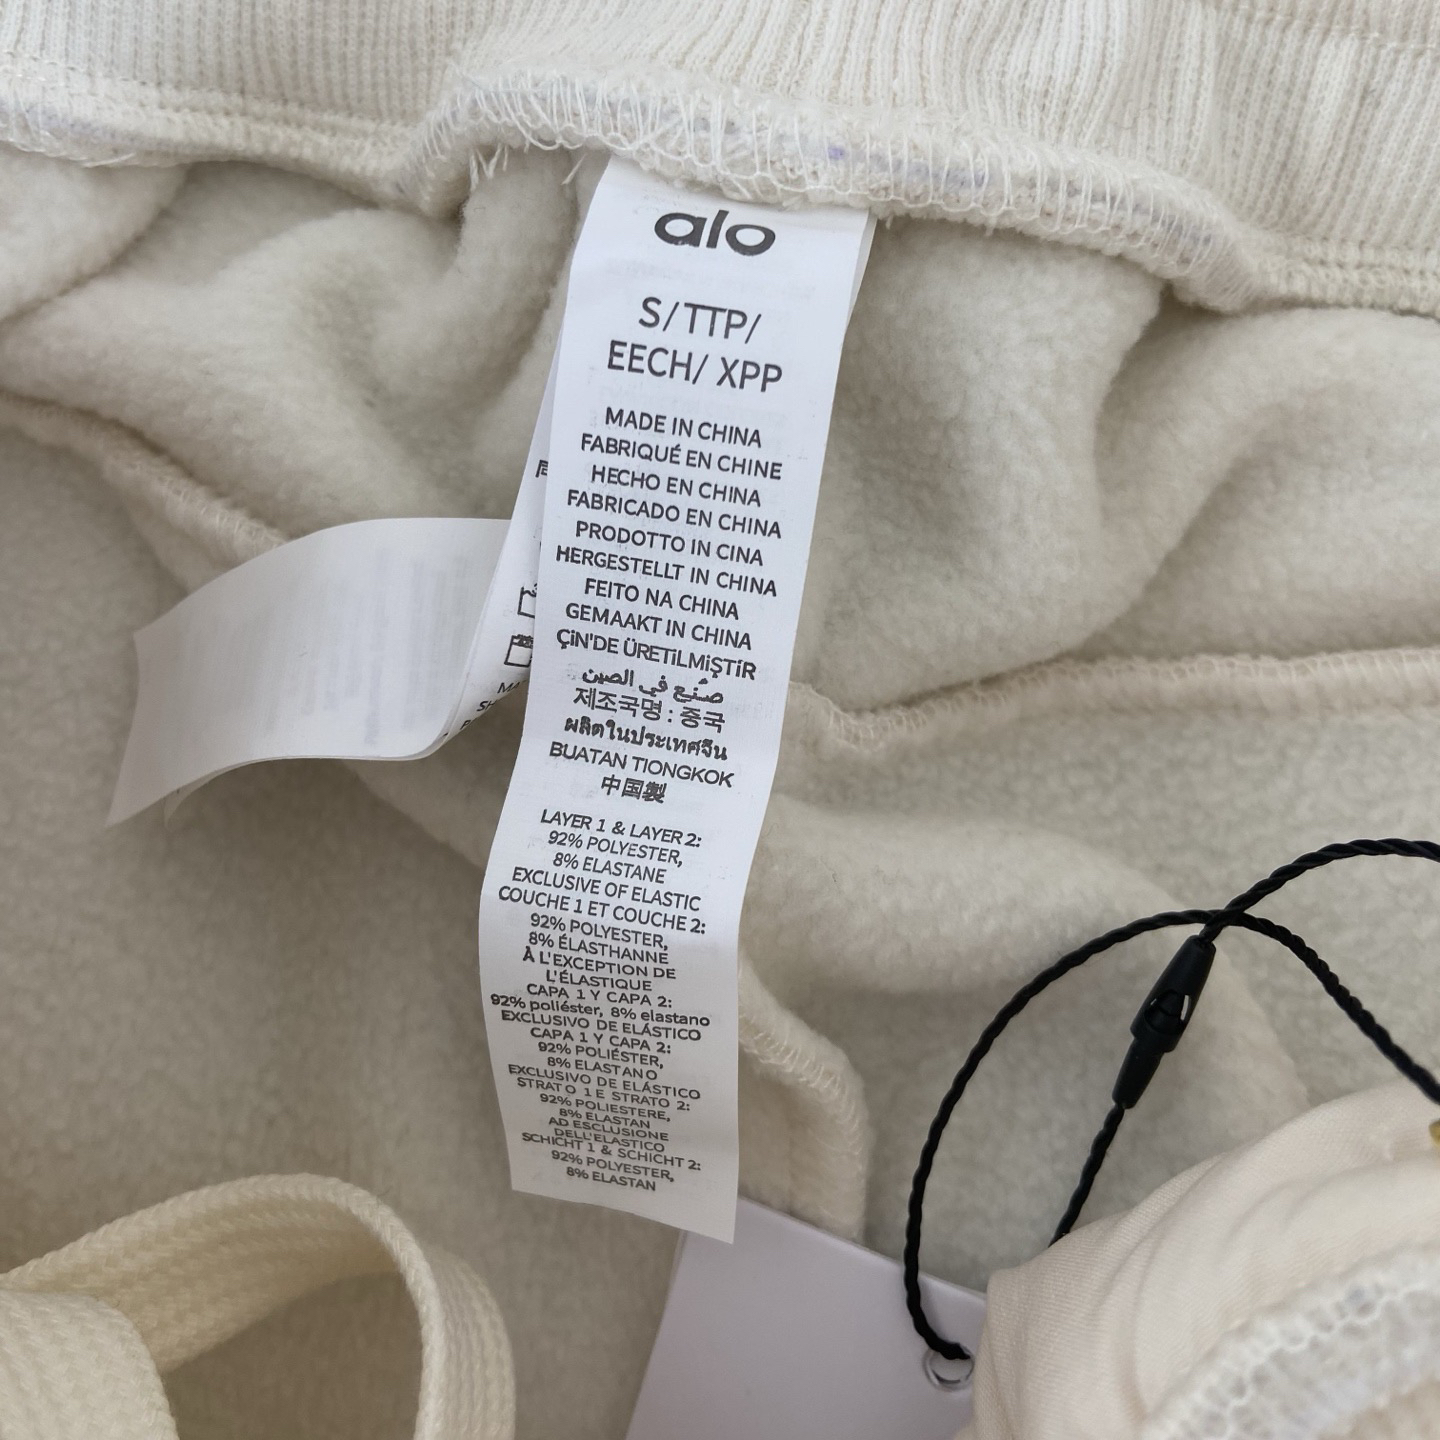 alo
S/TTP/
EECH/ XPP
MADE IN CHINA
FABRIQUÉ EN CHINE
HECHO EN CHINA
FABRICADO EN CHINA
PRODOTTO IN CINA
HERGESTELLT IN CHINA
FEITO NA CHINA
GEMAAKT IN CHINA
ÇİN'DE ÜRETİLMİŞTİR
صُنِع في الصين
제조국명 : 중국
ผลิตในประเทศจีน
BUATAN TIONGKOK
中国製
LAYER 1 & LAYER 2:
92% POLYESTER,
8% ELASTANE
EXCLUSIVE OF ELASTIC
COUCHE 1 ET COUCHE 2:
92% POLYESTER,
8% ÉLASTHANNE
À L'EXCEPTION DE
L'ÉLASTIQUE
CAPA 1 Y CAPA 2:
92% poliéster, 8% elastano
EXCLUSIVO DE ELÁSTICO
CAPA 1 Y CAPA 2:
92% POLIÉSTER,
8% ELASTANO
EXCLUSIVO DE ELÁSTICO
STRATO 1 E STRATO 2:
92% POLIESTERE,
8% ELASTAN
AD ESCLUSIONE
DELL'ELASTICO
SCHICHT 1 & SCHICHT 2:
92% POLYESTER,
8% ELASTAN